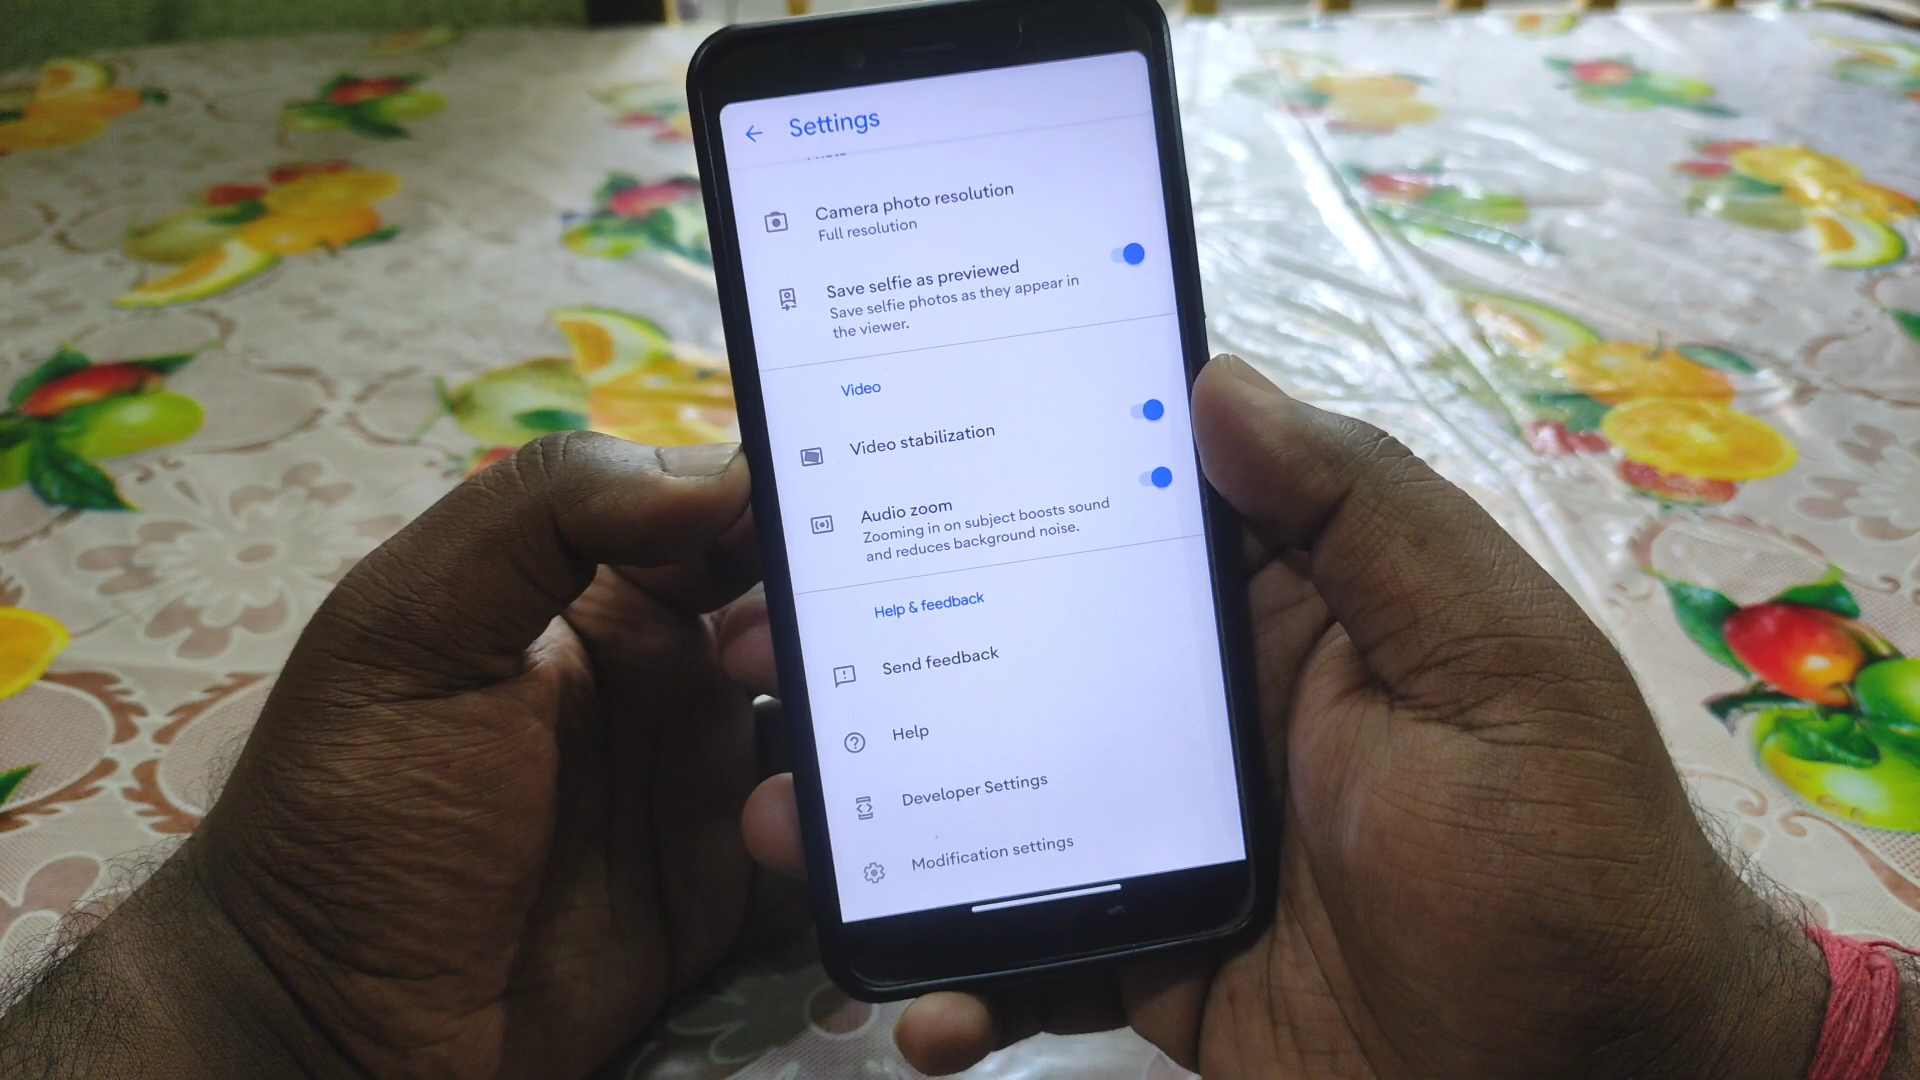 Settings
Camera photo resolution
Full resolution
Save selfie as previewed
Save selfie photos as they appear in
the viewer.
Video
Video stabilization
Audio zoom
Zooming in on subject boosts sound
and reduces background noise.
Help & feedback
Send feedback
Help
Developer Settings
Modification settings